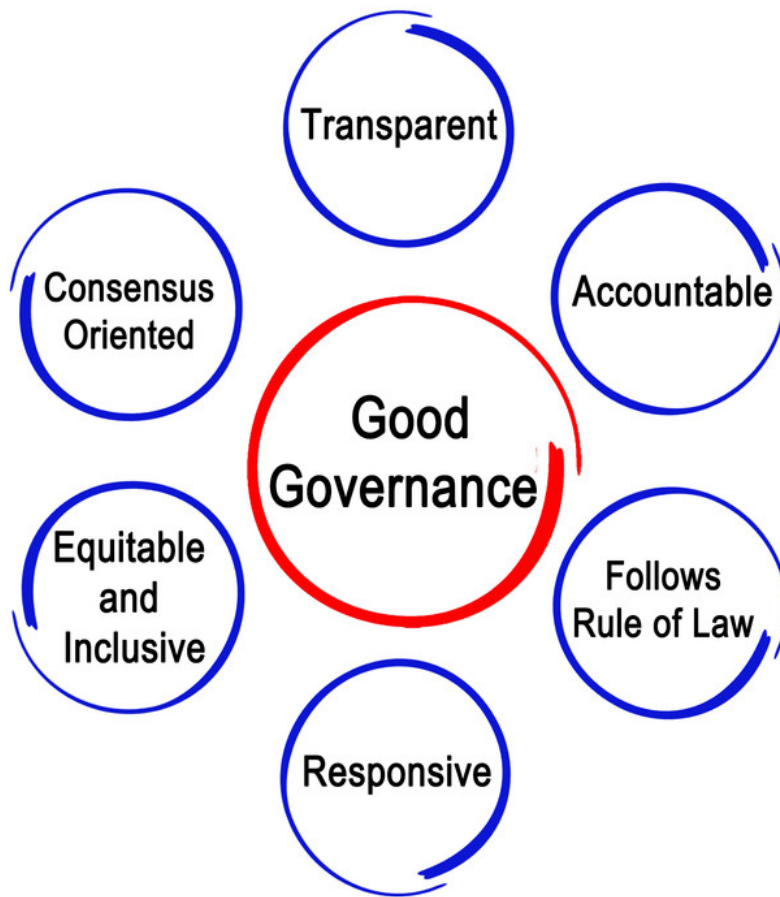 Transparent
Accountable
Follows
Rule of Law
Responsive
Equitable
and
Inclusive
Consensus
Oriented
Good
Governance